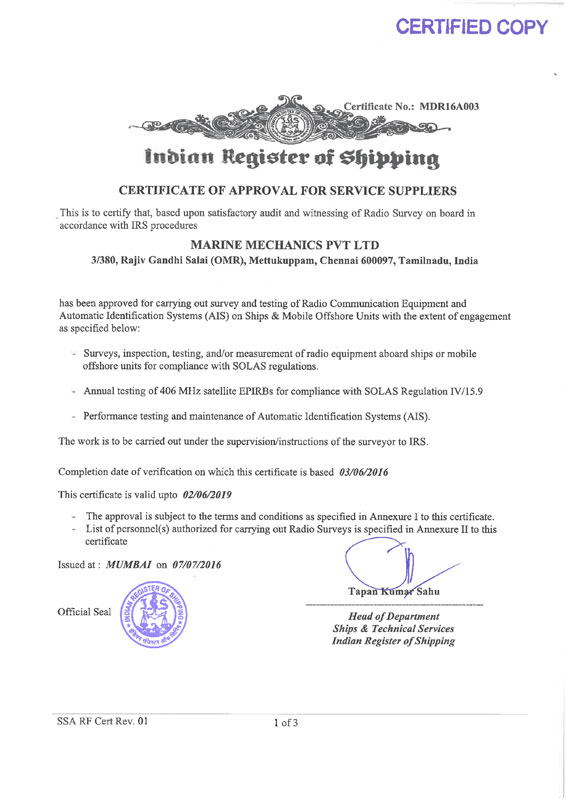 CERTIFIED COPY
Certificate No.: MDR16A003
Indian Register of Shipping
CERTIFICATE OF APPROVAL FOR SERVICE SUPPLIERS
This is to certify that, based upon satisfactory audit and witnessing of Radio Survey on board in
accordance with IRS procedures
MARINE MECHANICS PVT LTD
3/380, Rajiv Gandhi Salai (OMR), Mettukuppam, Chennai 600097, Tamilnadu, India
has been approved for carrying out survey and testing of Radio Communication Equipment and
Automatic Identification Systems (AIS) on Ships & Mobile Offshore Units with the extent of engagement
as specified below:
- Surveys, inspection, testing, and/or measurement of radio equipment aboard ships or mobile
offshore units for compliance with SOLAS regulations.
- Annual testing of 406 MHz satellite EPIRBs for compliance with SOLAS Regulation IV/15.9
- Performance testing and maintenance of Automatic Identification Systems (AIS).
The work is to be carried out under the supervision/instructions of the surveyor to IRS.
Completion date of verification on which this certificate is based 03/06/2016
This certificate is valid upto 02/06/2019
- The approval is subject to the terms and conditions as specified in Annexure I to this certificate.
- List of personnel(s) authorized for carrying out Radio Surveys is specified in Annexure II to this
certificate
Issued at : MUMBAI on 07/07/2016
Tapan Kumar Sahu
Official Seal
INDIAN REGISTER OF SHIPPING
Head of Department
Ships & Technical Services
Indian Register of Shipping
SSA RF Cert Rev. 01
1 of 3